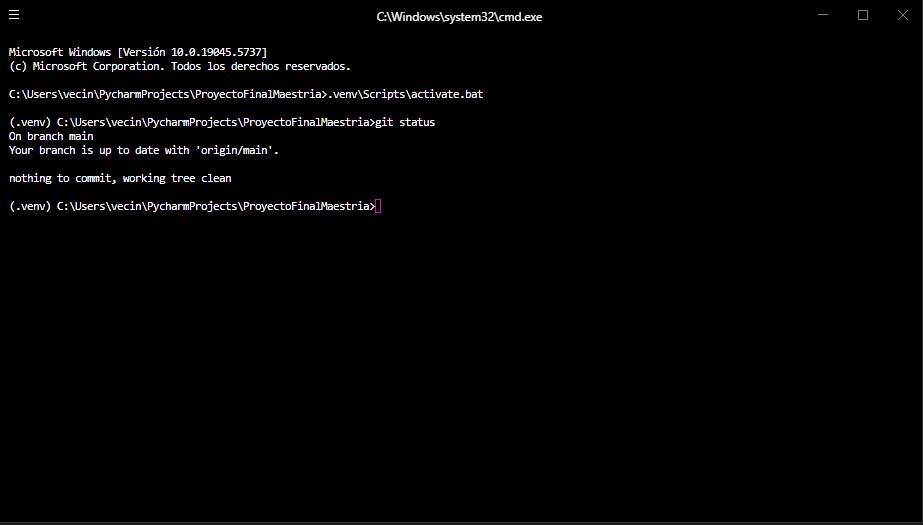 C:\Windows\system32\cmd.exe
Microsoft Windows [Versión 10.0.19045.5737]
(c) Microsoft Corporation. Todos los derechos reservados.
C:\Users\vecin\PycharmProjects\ProyectoFinalMaestria>.venv\Scripts\activate.bat
(.venv) C:\Users\vecin\PycharmProjects\ProyectoFinalMaestria>git status
On branch main
Your branch is up to date with 'origin/main'.
nothing to commit, working tree clean
(.venv) C:\Users\vecin\PycharmProjects\ProyectoFinalMaestria>